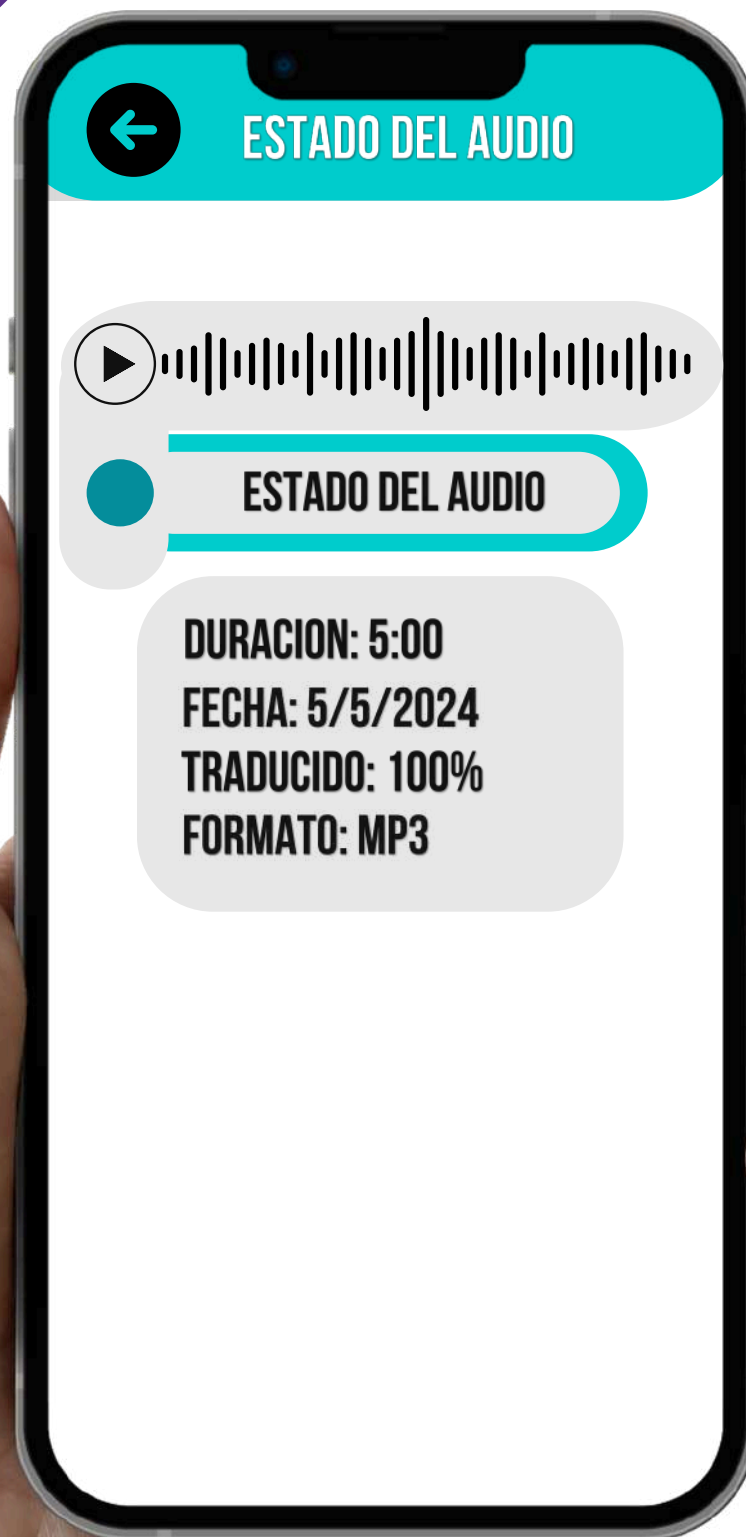 ESTADO DEL AUDIO
ESTADO DEL AUDIO
DURACION: 5:00
FECHA: 5/5/2024
TRADUCIDO: 100%
FORMATO: MP3